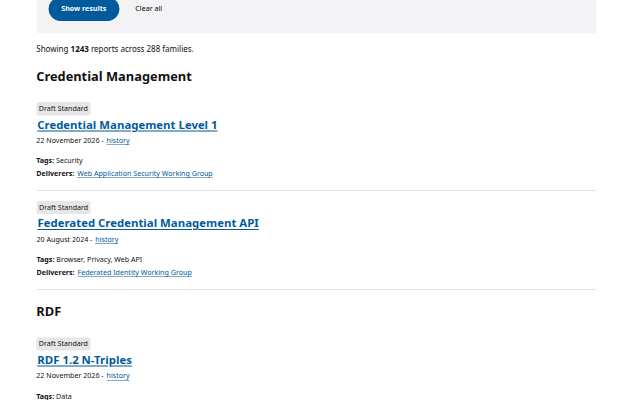 Show results Clear all
Showing 1243 reports across 288 families.
Credential Management
Draft Standard
Credential Management Level 1
22 November 2026 - history
Tags: Security
Deliverers: Web Application Security Working Group
Draft Standard
Federated Credential Management API
20 August 2024 - history
Tags: Browser, Privacy, Web API
Deliverers: Federated Identity Working Group
RDF
Draft Standard
RDF 1.2 N-Triples
22 November 2026 - history
Tags: Data